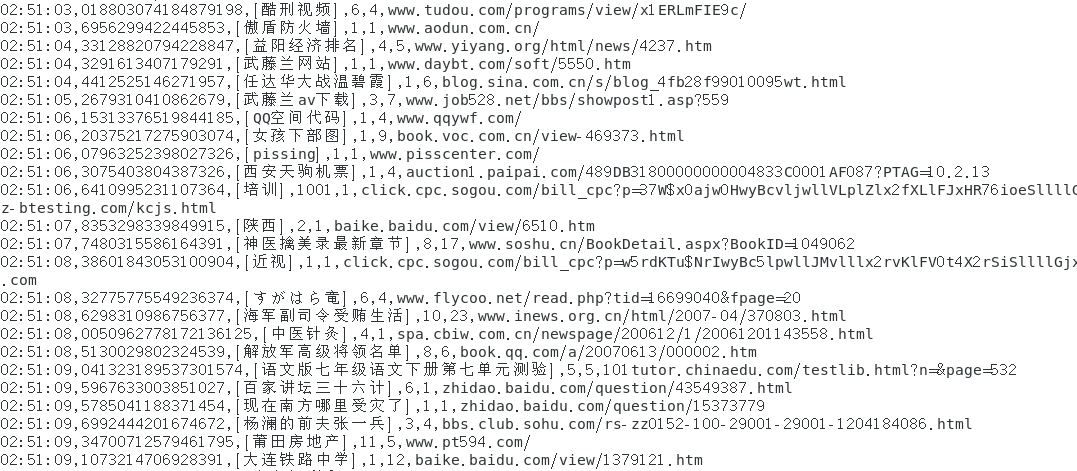 02:51:03,018803074184879198,[酷刑视频],6,4,www.tudou.com/programs/view/x1ERLmFIE9c/
02:51:03,6956299422445853,[傲盾防火墙],1,1,www.aodun.com.cn/
02:51:04,33128820794228847,[益阳经济排名],4,5,www.yiyang.org/html/news/4237.htm
02:51:04,3291613407179291,[武藤兰网站],1,1,www.daybt.com/soft/5550.htm
02:51:04,4412525146271957,[任达华大战温碧霞],1,6,blog.sina.com.cn/s/blog_4fb28f99010095wt.html
02:51:05,2679310410862679,[武藤兰av下载],3,7,www.job528.net/bbs/showpost1.asp?559
02:51:06,15313376519844185,[QQ空间代码],1,4,www.qqywf.com/
02:51:06,20375217275903074,[女孩下部图],1,9,book.voc.com.cn/view-469373.html
02:51:06,07963252398027326,[pissing],1,1,www.pisscenter.com/
02:51:06,3075403804387326,[西安天驹机票],1,4,auction1.paipai.com/489DB31800000000004833C0001AF087?PTAG=10.2.13
02:51:06,6410995231107364,[培训],1001,1,click.cpc.sogou.com/bill_cpc?p=37W$x0ajw0HwyBcvljwllVLplZlx2fXLlFJxHR76ioeSllllG
z-btesting.com/kcjs.html
02:51:07,8353298339849915,[陕西],2,1,baike.baidu.com/view/6510.htm
02:51:07,7480315586164391,[神医擒美录最新章节],8,17,www.soshu.cn/BookDetail.aspx?BookID=1049062
02:51:08,38601843053100904,[近视],1,1,click.cpc.sogou.com/bill_cpc?p=w5rdKTu$NrIwyBc5lpwllJMvlllx2rvKlFVOt4X2rSiSllllGjx
.com
02:51:08,32775775549236374,[すがはら竜],6,4,www.flycoo.net/read.php?tid=16699040&fpage=20
02:51:08,6298310986756377,[海军副司令受贿生活],10,23,www.inews.org.cn/html/2007-04/370803.html
02:51:08,0050962778172136125,[中医针灸],4,1,spa.cbiw.com.cn/newspage/200612/1/20061201143558.html
02:51:08,5130029802324539,[解放军高级将领名单],8,6,book.qq.com/a/20070613/000002.htm
02:51:09,041323189537301574,[语文版七年级语文下册第七单元测验],5,5,101tutor.chinaedu.com/testlib.html?n=&page=532
02:51:09,5967633003851027,[百家讲坛三十六计],6,1,zhidao.baidu.com/question/43549387.html
02:51:09,5785041188371454,[现在南方哪里受灾了],1,1,zhidao.baidu.com/question/15373779
02:51:09,6992444201674672,[杨澜的前夫张一兵],3,4,bbs.club.sohu.com/rs-zz0152-100-29001-29001-1204184086.html
02:51:09,34700712579461795,[莆田房地产],11,5,www.pt594.com/
02:51:09,1073214706928391,[大连铁路中学],1,12,baike.baidu.com/view/1379121.htm